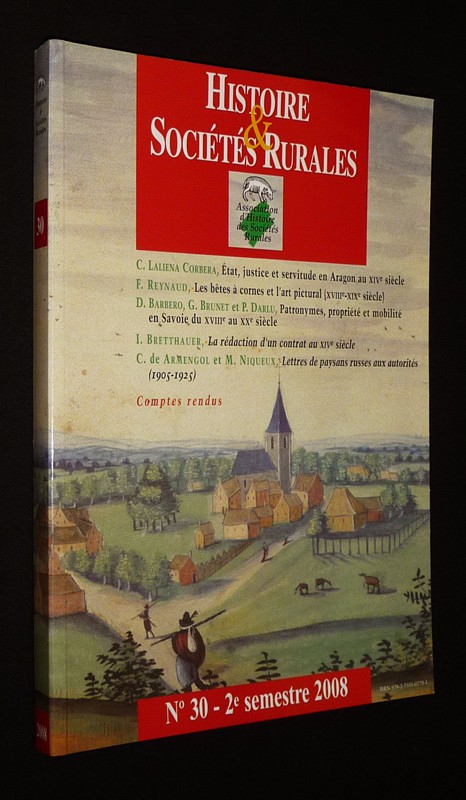 HISTOIRE
&
SOCIÉTÉS RURALES
Association
d'Histoire
des Sociétés
Rurales
C. LALIENA CORBERA, État, justice et servitude en Aragon au XIVe siècle
F. REYNAUD, Les bêtes à cornes et l'art pictural (XVIIIe-XIXe siècle)
D. BARBERO, G. BRUNET et P. DARLU, Patronymes, propriété et mobilité
en Savoie du XVIIIe au XXe siècle
I. BRETTHAUER, La rédaction d'un contrat au XIVe siècle
C. de ARMENGOL et M. NIQUEUX, Lettres de paysans russes aux autorités
(1905-1925)
Comptes rendus
N° 30 - 2e semestre 2008
30
2008